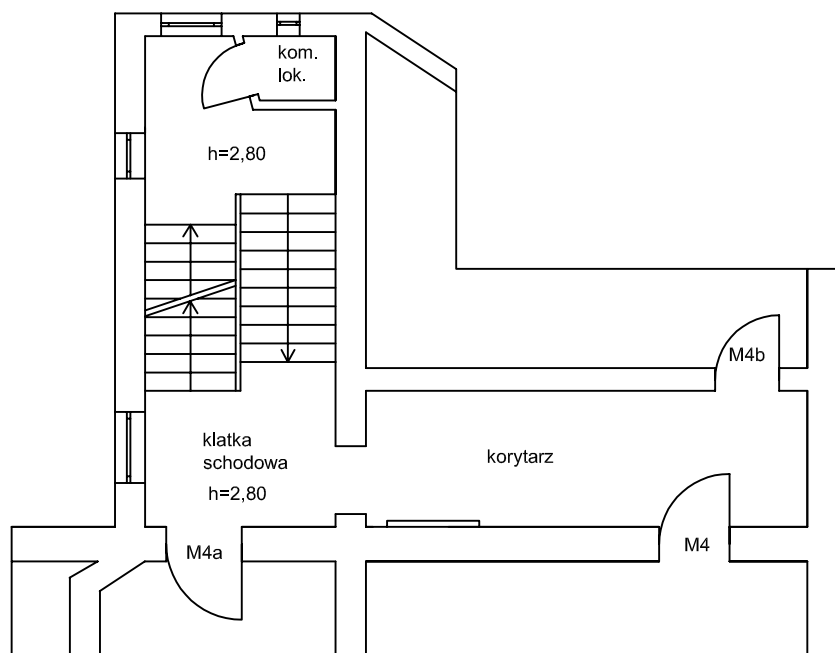 kom.
lok.
h=2,80
M4b
klatka
schodowa
korytarz
h=2,80
M4a
M4